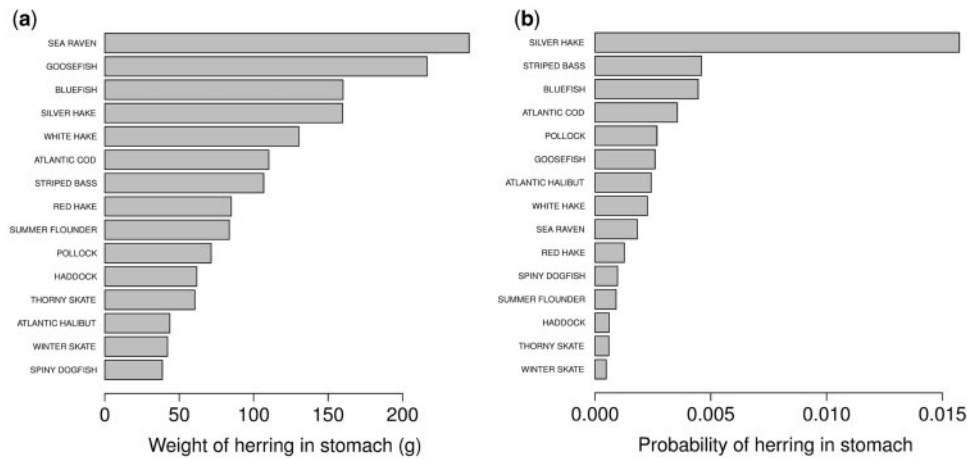 (a)
SEA RAVEN
GOOSEFISH
BLUEFISH
SILVER HAKE
WHITE HAKE
ATLANTIC COD
STRIPED BASS
RED HAKE
SUMMER FLOUNDER
POLLOCK
HADDOCK
THORNY SKATE
ATLANTIC HALIBUT
WINTER SKATE
SPINY DOGFISH
0 50 100 150 200
Weight of herring in stomach (g)
(b)
SILVER HAKE
STRIPED BASS
BLUEFISH
ATLANTIC COD
POLLOCK
GOOSEFISH
ATLANTIC HALIBUT
WHITE HAKE
SEA RAVEN
RED HAKE
SPINY DOGFISH
SUMMER FLOUNDER
HADDOCK
THORNY SKATE
WINTER SKATE
0.000 0.005 0.010 0.015
Probability of herring in stomach